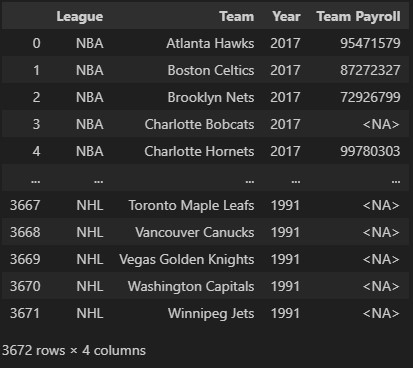 League Team Year Team Payroll
0 NBA Atlanta Hawks 2017 95471579
1 NBA Boston Celtics 2017 87272327
2 NBA Brooklyn Nets 2017 72926799
3 NBA Charlotte Bobcats 2017 <NA>
4 NBA Charlotte Hornets 2017 99780303
... ... ... ... ...
3667 NHL Toronto Maple Leafs 1991 <NA>
3668 NHL Vancouver Canucks 1991 <NA>
3669 NHL Vegas Golden Knights 1991 <NA>
3670 NHL Washington Capitals 1991 <NA>
3671 NHL Winnipeg Jets 1991 <NA>
3672 rows × 4 columns